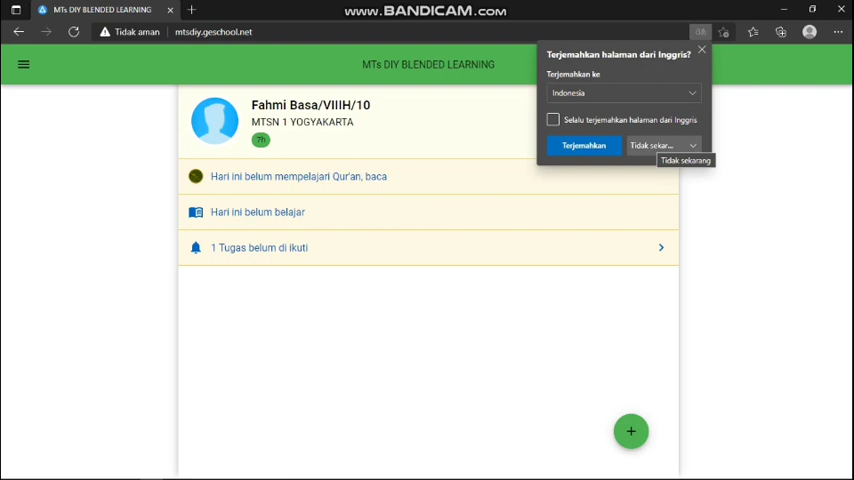 MTs DIY BLENDED LEARNING
www.BANDICAM.com
Tidak aman
mtsdiy.geschool.net
MTs DIY BLENDED LEARNING
Terjemahkan halaman dari Inggris?
Terjemahkan ke
Indonesia
Selalu terjemahkan halaman dari Inggris
Terjemahkan
Tidak sekar...
Tidak sekarang
Fahmi Basa/VIIIH/10
MTSN 1 YOGYAKARTA
7h
Hari ini belum mempelajari Qur'an, baca
Hari ini belum belajar
1 Tugas belum di ikuti